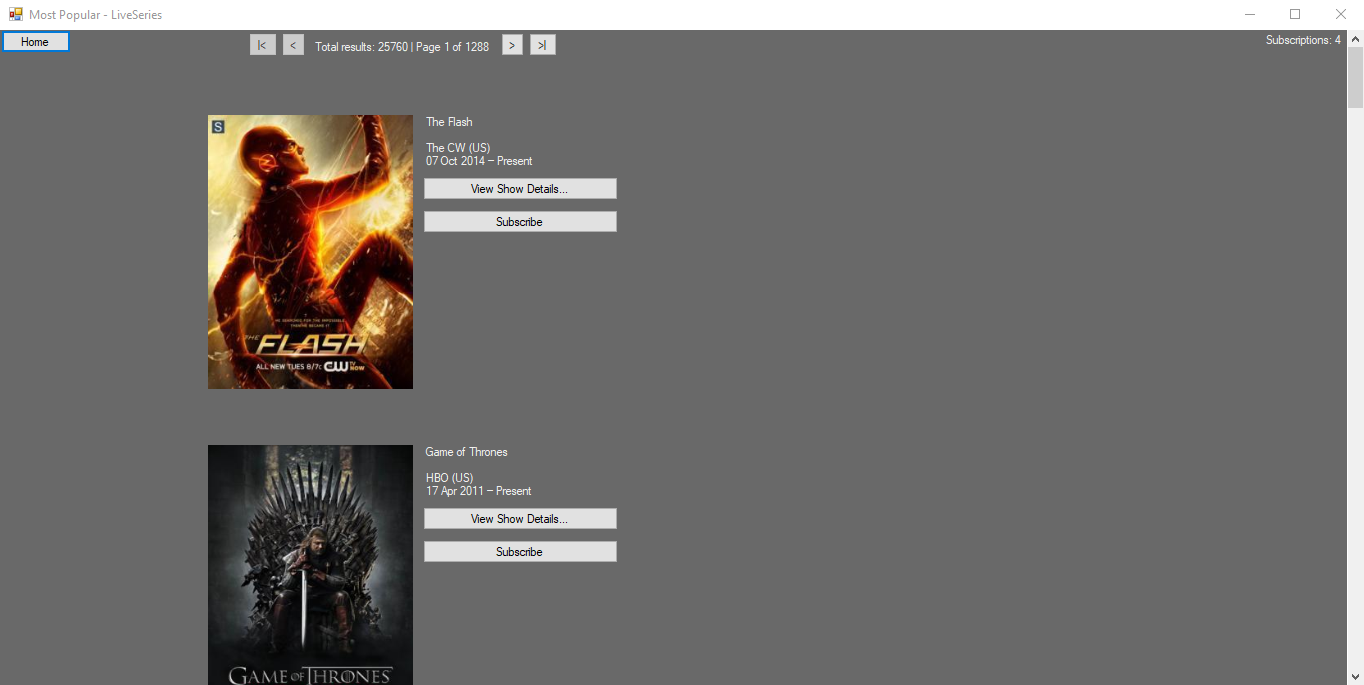 Most Popular - LiveSeries
Home
|< < Total results: 25760 | Page 1 of 1288 > >|
Subscriptions: 4
S
HE SEARCHED FOR THE IMPOSSIBLE
THEN HE BECAME IT
THE FLASH
ALL NEW TUES 8/7c CW TV NOW
The Flash
The CW (US)
07 Oct 2014 – Present
View Show Details...
Subscribe
GAME OF THRONES
Game of Thrones
HBO (US)
17 Apr 2011 – Present
View Show Details...
Subscribe